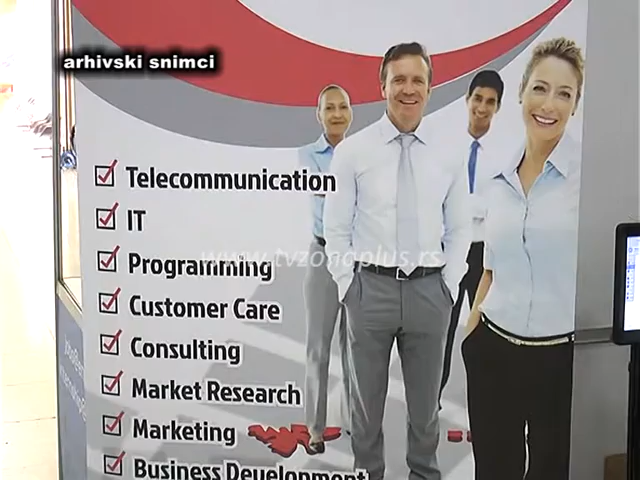 arhivski snimci
Telecommunication
IT
Programming
www.tvzonaplus.rs
Customer Care
Consulting
Market Research
Marketing
Business Development